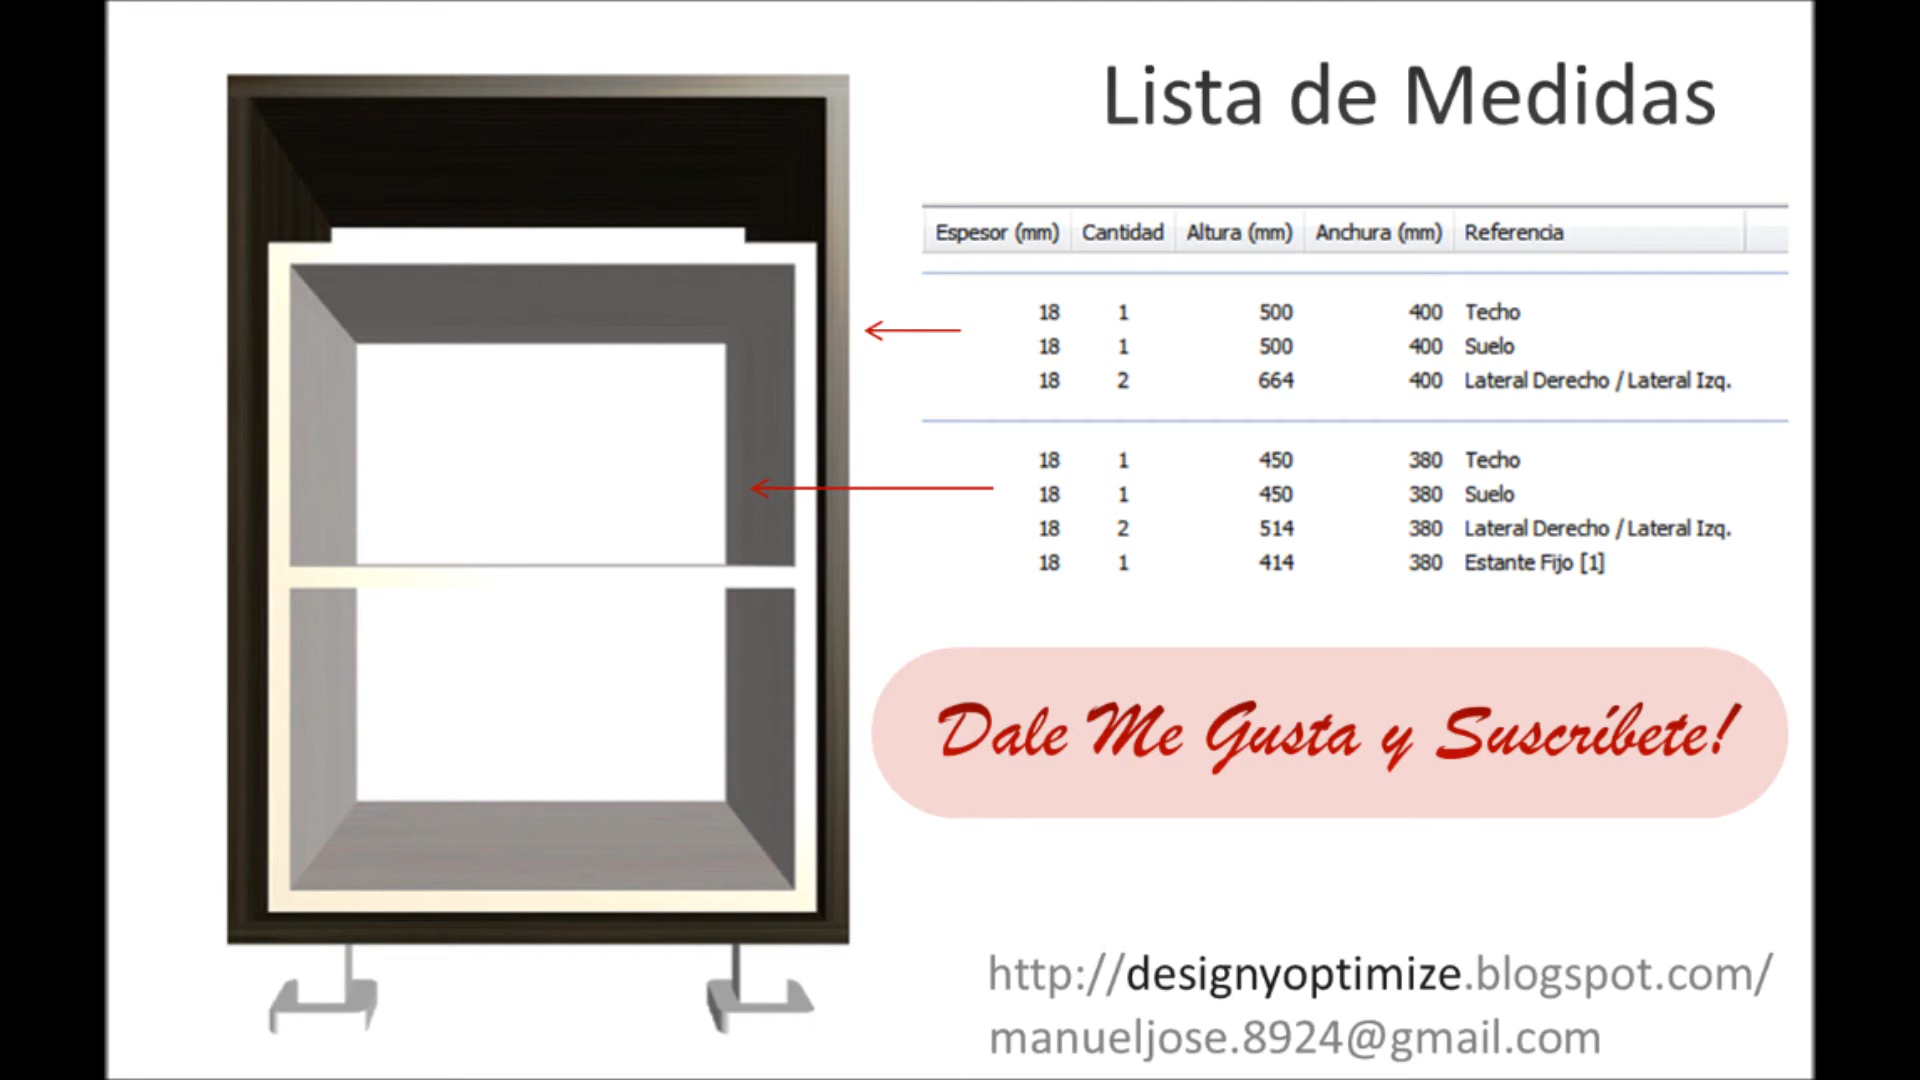 Lista de Medidas
Espesor (mm) Cantidad Altura (mm) Anchura (mm) Referencia
18 1 500 400 Techo
18 1 500 400 Suelo
18 2 664 400 Lateral Derecho / Lateral Izq.
18 1 450 380 Techo
18 1 450 380 Suelo
18 2 514 380 Lateral Derecho / Lateral Izq.
18 1 414 380 Estante Fijo [1]
Dale Me Gusta y Suscríbete!
http://designyoptimize.blogspot.com/
manueljose.8924@gmail.com